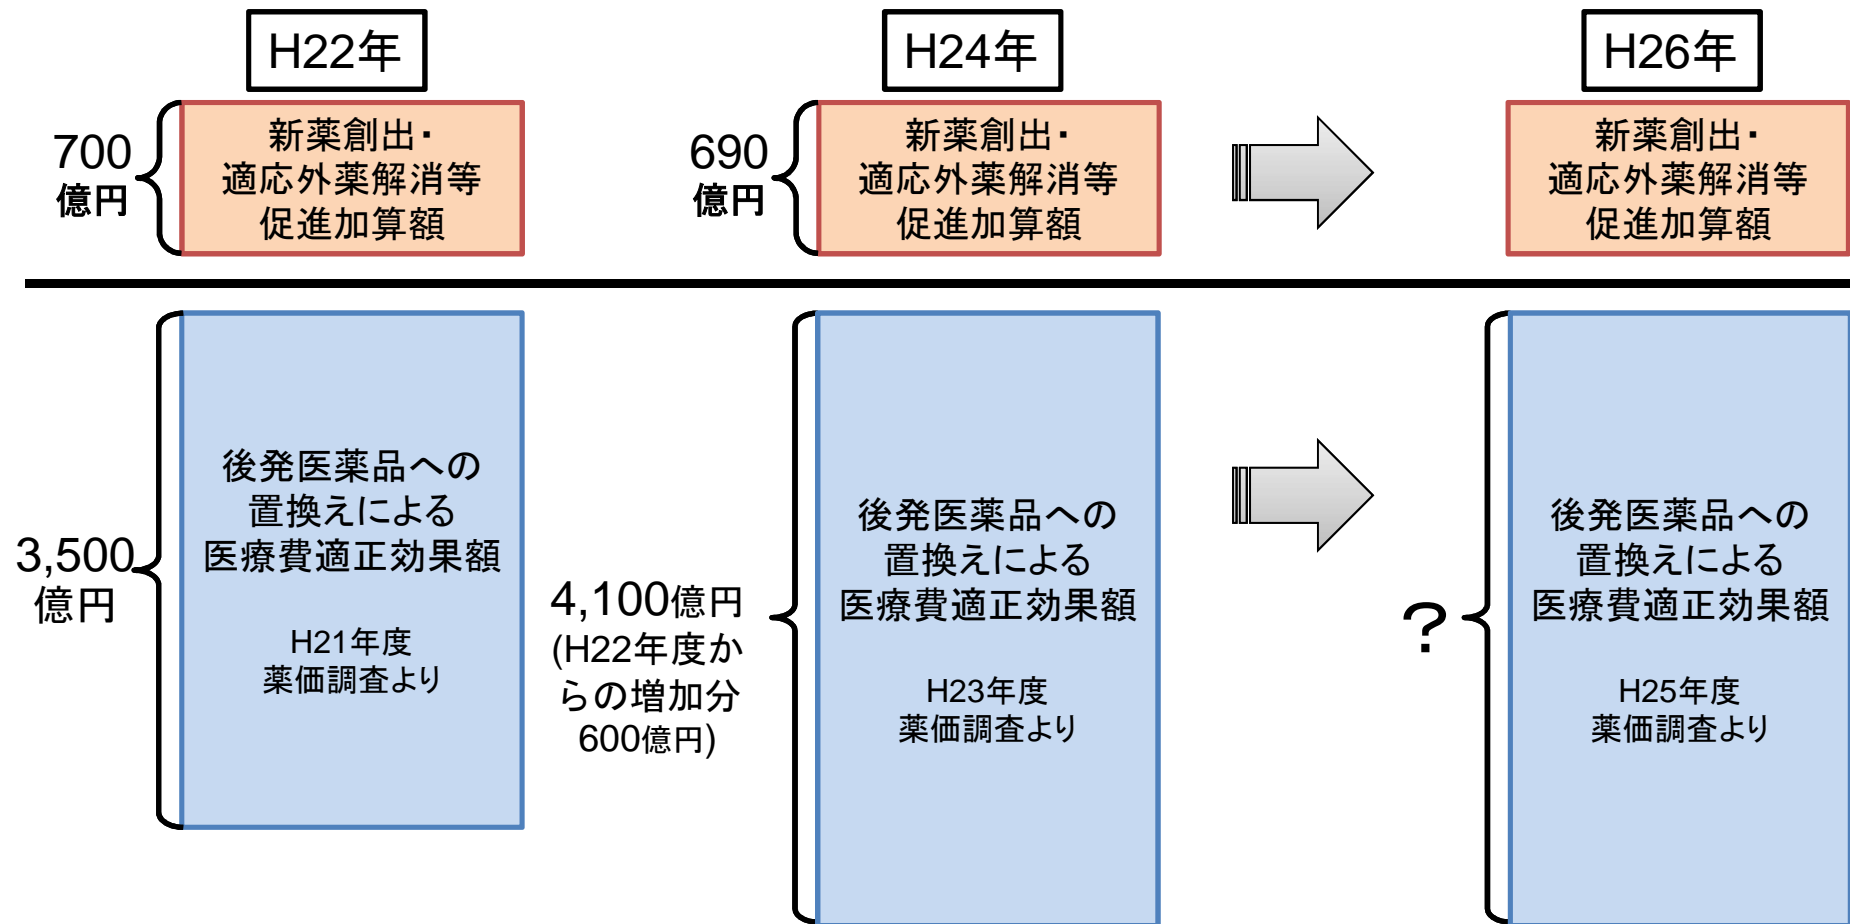 H22年
H24年
H26年
700
億円
新薬創出・
適応外薬解消等
促進加算額
690
億円
新薬創出・
適応外薬解消等
促進加算額
新薬創出・
適応外薬解消等
促進加算額
3,500
億円
後発医薬品への
置換えによる
医療費適正効果額
H21年度
薬価調査より
4,100億円
(H22年度か
らの増加分
600億円)
後発医薬品への
置換えによる
医療費適正効果額
H23年度
薬価調査より
?
後発医薬品への
置換えによる
医療費適正効果額
H25年度
薬価調査より